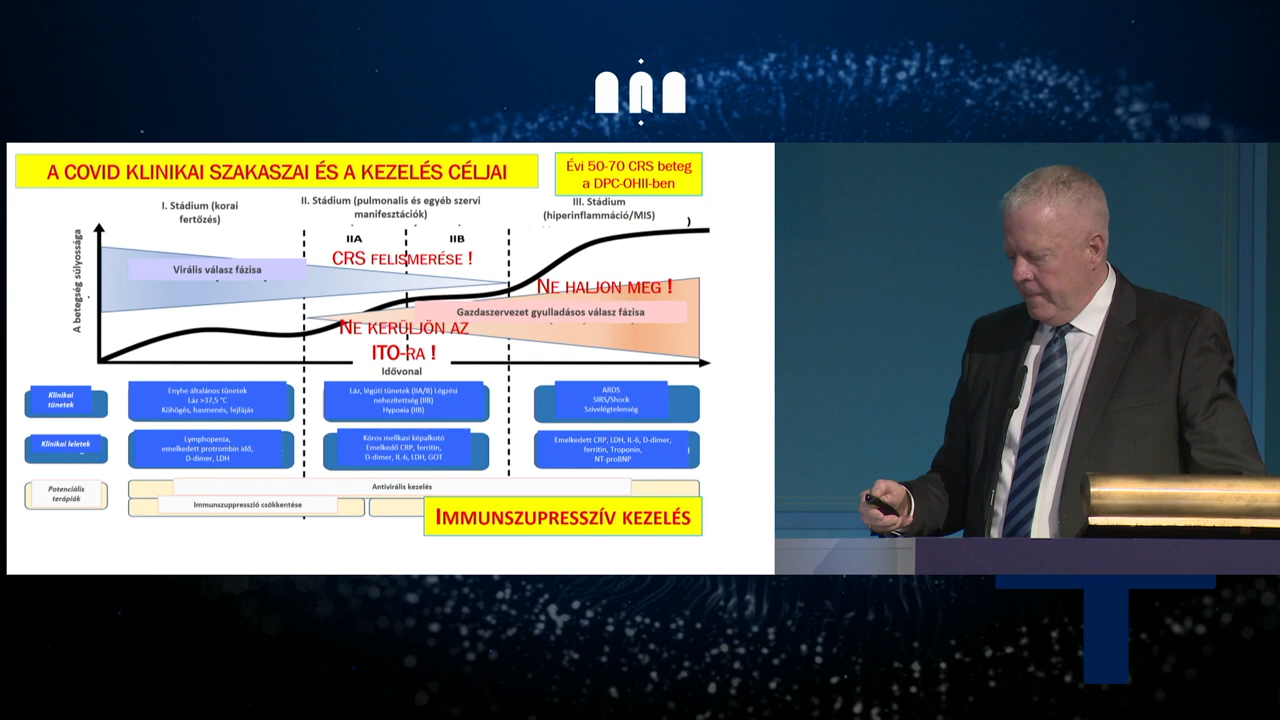 A COVID KLINIKAI SZAKASZAI ÉS A KEZELÉS CÉLJAI
Évi 50-70 CRS beteg
a DPC-OHII-ben
I. Stádium (korai
fertőzés)
II. Stádium (pulmonalis és egyéb szervi
manifesztációk)
III. Stádium
(hiperinflammáció/MIS)
)
A betegség súlyossága
IIA
IIB
CRS FELISMERÉSE !
Virális válasz fázisa
NE HALJON MEG !
Gazdaszervezet gyulladásos válasz fázisa
NE KERÜLJÖN AZ
ITO-RA !
Idővonal
Klinikai
tünetek
Enyhe általános tünetek
Láz >37,5 °C
Köhögés, hasmenés, fejfájás
Láz, légúti tünetek (IIA/B) Légzési
nehezítettség (IIB)
Hypoxia (IIB)
ARDS
SIRS/Shock
Szívelégtelenség
Klinikai leletek
Lymphopenia,
emelkedett protrombin idő,
D-dimer, LDH
Kóros mellkasi képalkotó
Emelkedő CRP, ferritin,
D-dimer, IL-6, LDH, GOT
Emelkedett CRP, LDH, IL-6, D-dimer,
ferritin, Troponin,
NT-proBNP
Potenciális
terápiák
Antivirális kezelés
Immunszuppresszió csökkentése
IMMUNSZUPRESSZÍV KEZELÉS